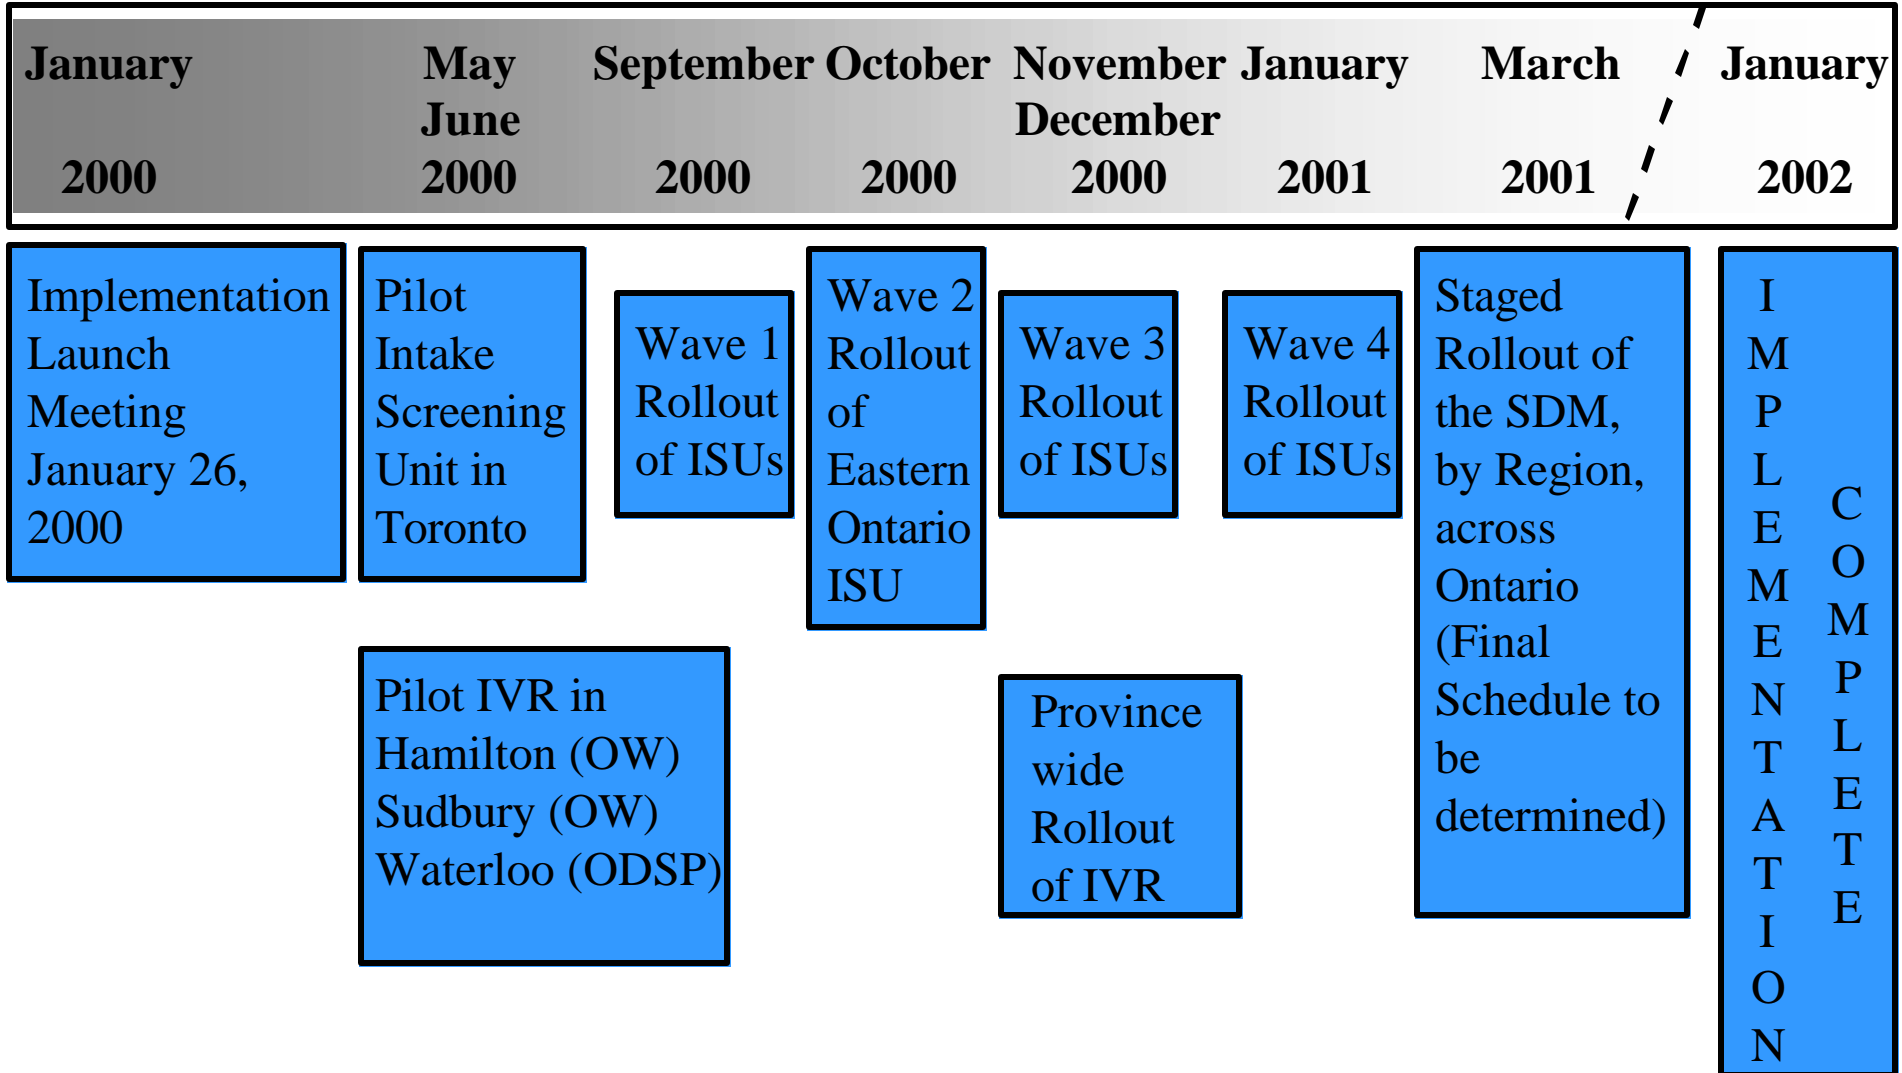 January May September October November January March January
June December
2000 2000 2000 2000 2000 2001 2001 2002
Implementation
Launch
Meeting
January 26,
2000
Pilot
Intake
Screening
Unit in
Toronto
Pilot IVR in
Hamilton (OW)
Sudbury (OW)
Waterloo (ODSP)
Wave 1
Rollout
of ISUs
Wave 2
Rollout
of
Eastern
Ontario
ISU
Wave 3
Rollout
of ISUs
Province
wide
Rollout
of IVR
Wave 4
Rollout
of ISUs
Staged
Rollout of
the SDM,
by Region,
across
Ontario
(Final
Schedule to
be
determined)
IMPLEMENTATION
COMPLETE